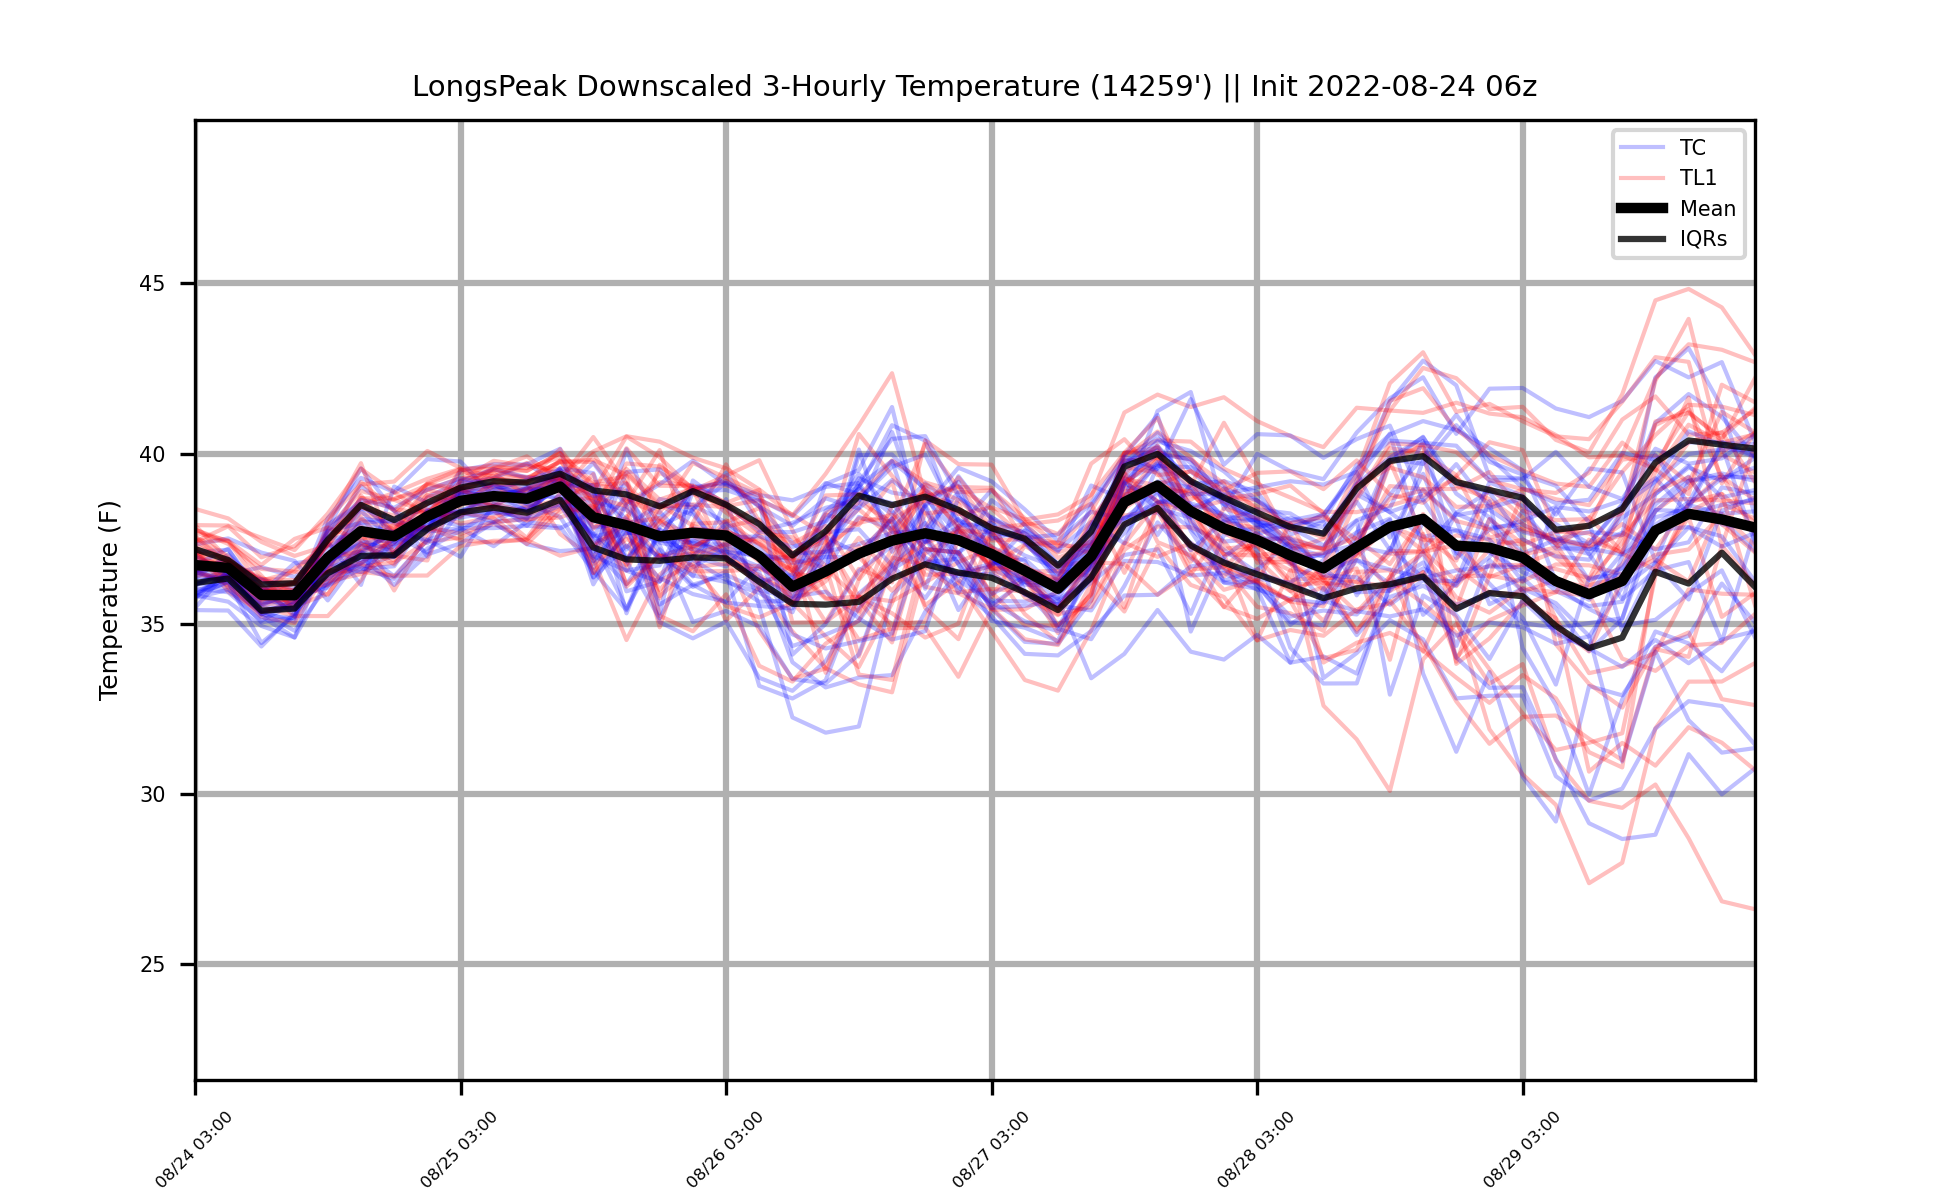 LongsPeak Downscaled 3-Hourly Temperature (14259') || Init 2022-08-24 06z
TC
TL1
Mean
IQRs
Temperature (F)
45
40
35
30
25
08/24 03:00
08/25 03:00
08/26 03:00
08/27 03:00
08/28 03:00
08/29 03:00